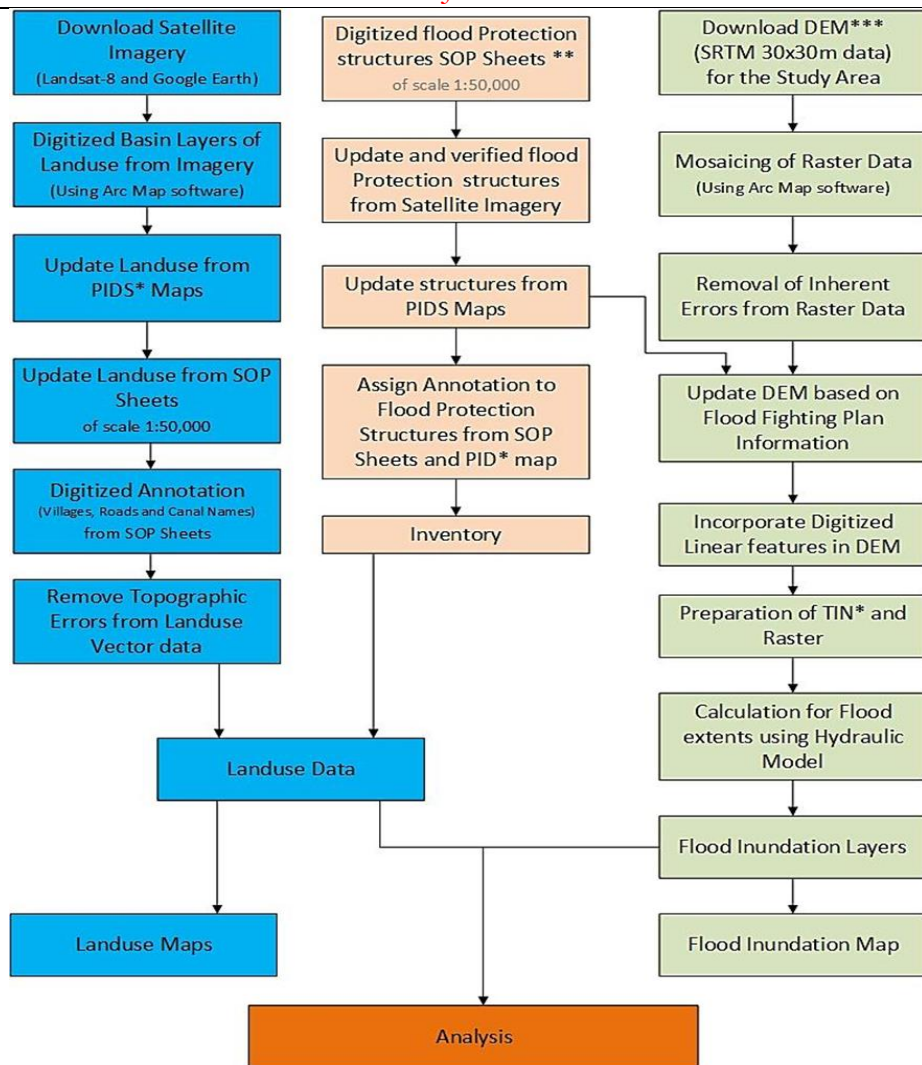 Download Satellite
Imagery
(Landsat-8 and Google Earth)
Digitized Basin Layers of
Landuse from Imagery
(Using Arc Map software)
Update Landuse from
PIDS* Maps
Update Landuse from SOP
Sheets
of scale 1:50,000
Digitized Annotation
(Villages, Roads and Canal Names)
from SOP Sheets
Remove Topographic
Errors from Landuse
Vector data
Digitized flood Protection
structures SOP Sheets **
of scale 1:50,000
Update and verified flood
Protection structures
from Satellite Imagery
Update structures from
PIDS Maps
Assign Annotation to
Flood Protection
Structures from SOP
Sheets and PID* map
Inventory
Download DEM***
(SRTM 30x30m data)
for the Study Area
Mosaicing of Raster Data
(Using Arc Map software)
Removal of Inherent
Errors from Raster Data
Update DEM based on
Flood Fighting Plan
Information
Incorporate Digitized
Linear features in DEM
Preparation of TIN* and
Raster
Calculation for Flood
extents using Hydraulic
Model
Flood Inundation Layers
Flood Inundation Map
Landuse Data
Landuse Maps
Analysis